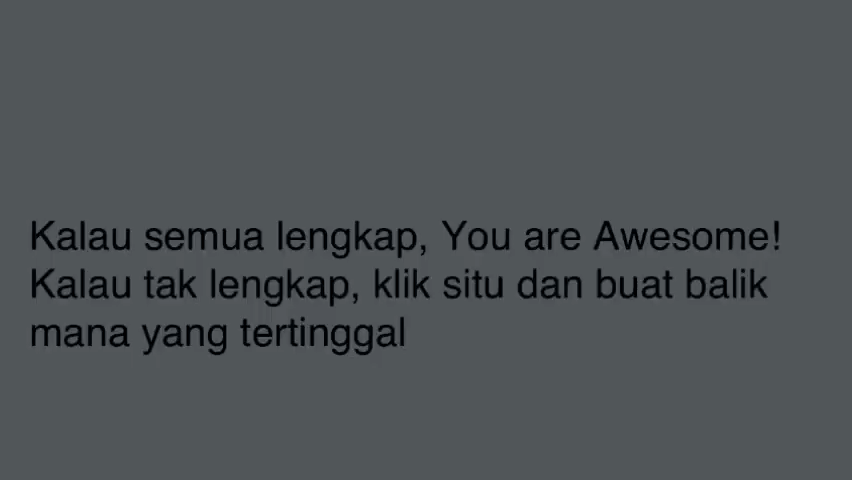 Kalau semua lengkap, You are Awesome!
Kalau tak lengkap, klik situ dan buat balik
mana yang tertinggal